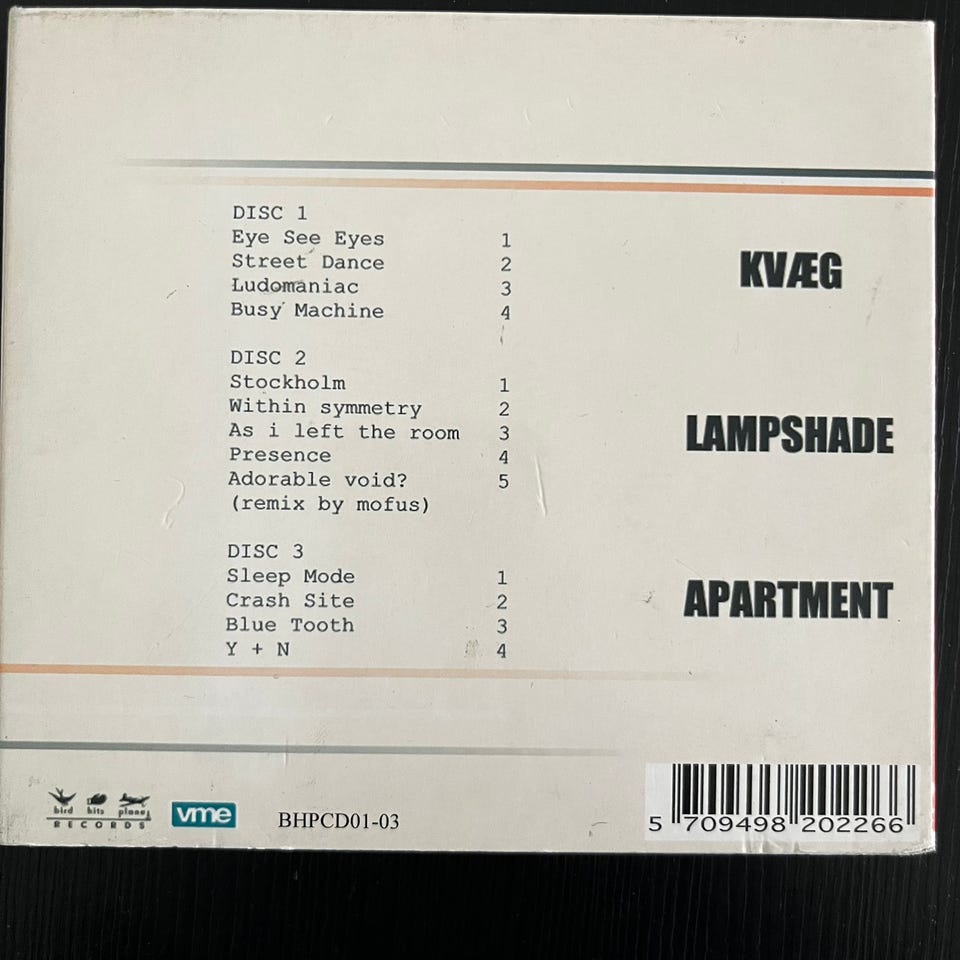 DISC 1
Eye See Eyes 1
Street Dance 2
Ludomaniac 3
Busy Machine 4
KVÆG
DISC 2
Stockholm 1
Within symmetry 2
As i left the room 3
Presence 4
Adorable void? 5
(remix by mofus)
LAMPSHADE
DISC 3
Sleep Mode 1
Crash Site 2
Blue Tooth 3
Y + N 4
APARTMENT
bird hits plane
RECORDS
vme
BHPCD01-03
5 709498 202266